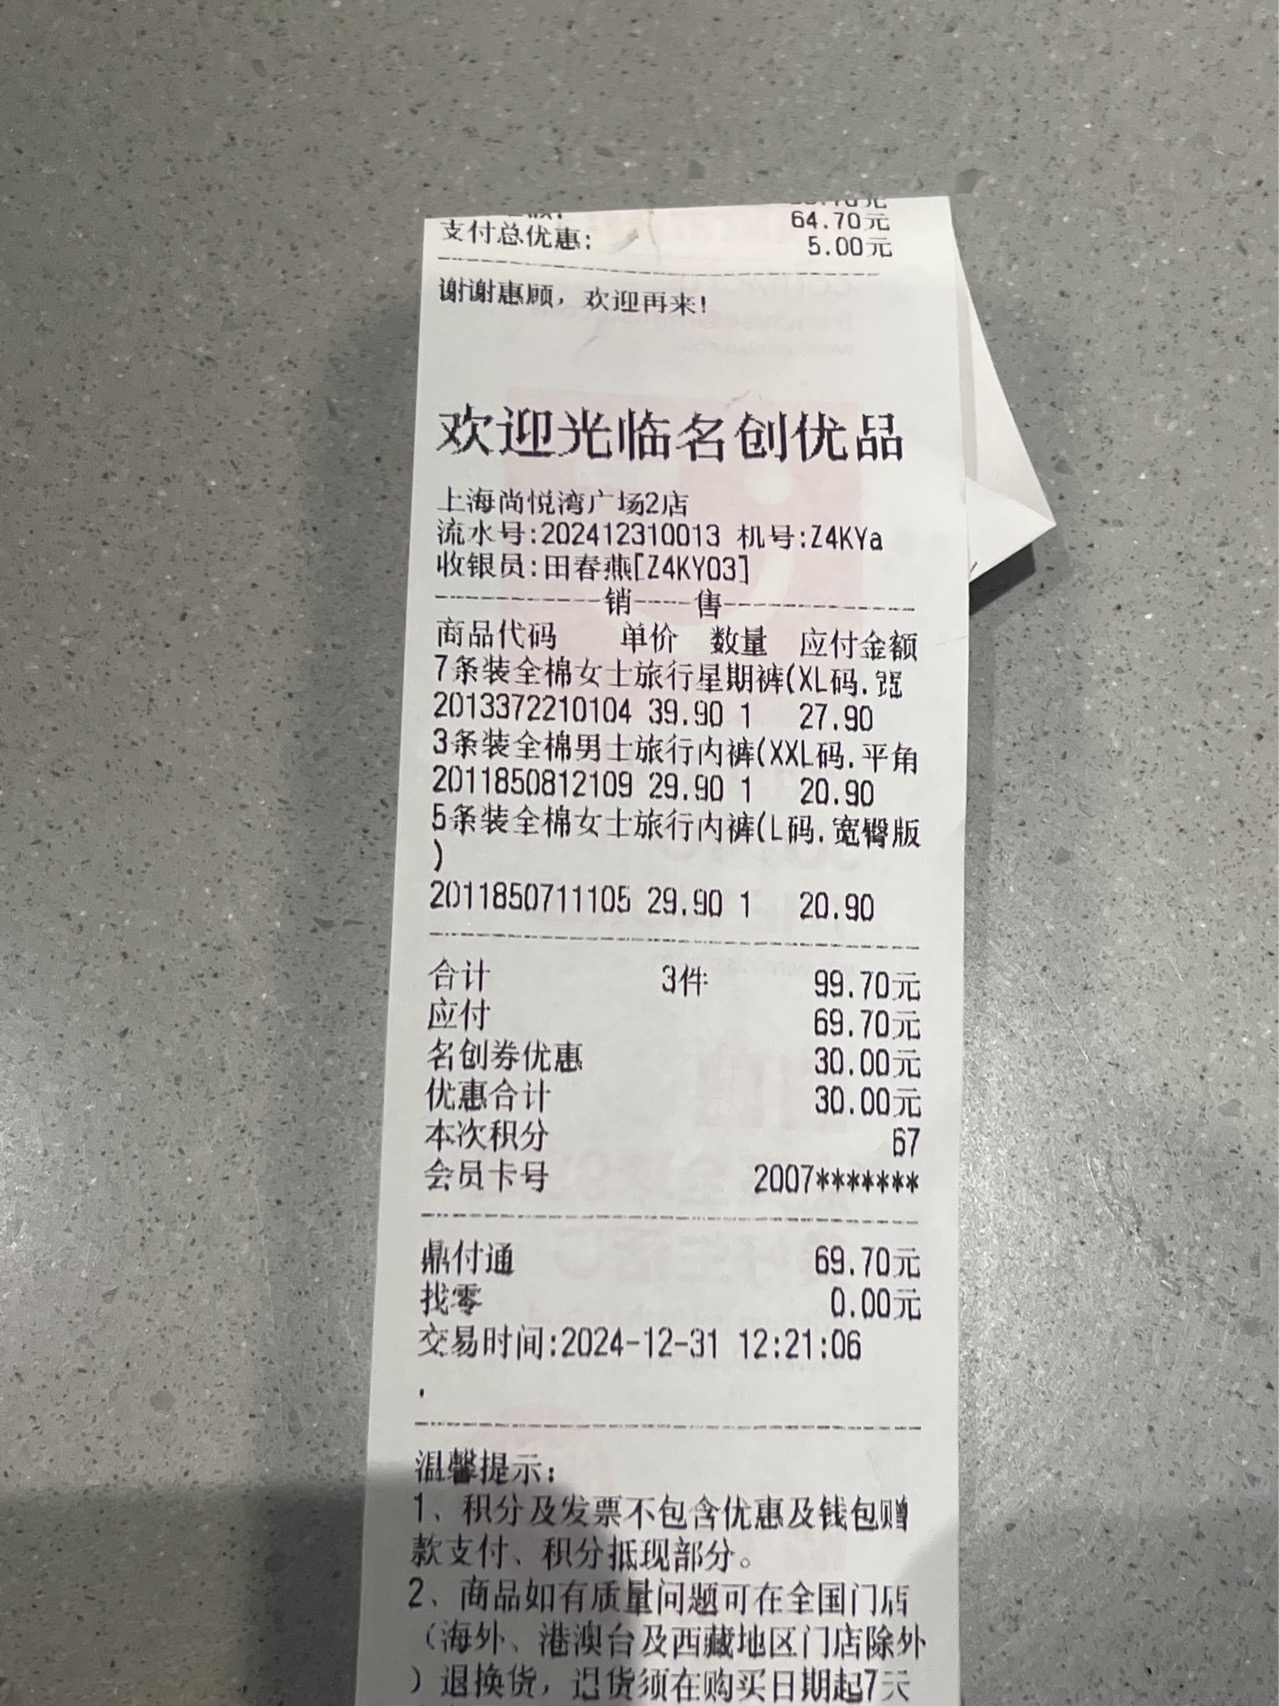 64.70元
支付总优惠: 5.00元
谢谢惠顾，欢迎再来!
欢迎光临名创优品
上海尚悦湾广场2店
流水号:202412310013 机号:Z4KYa
收银员:田春燕[Z4KY03]
销 售
商品代码 单价 数量 应付金额
7条装全棉女士旅行星期裤(XL码.宽
2013372210104 39.90 1 27.90
3条装全棉男士旅行内裤(XXL码.平角
2011850812109 29.90 1 20.90
5条装全棉女士旅行内裤(L码.宽臀版
)
2011850711105 29.90 1 20.90
合计 3件 99.70元
应付 69.70元
名创券优惠 30.00元
优惠合计 30.00元
本次积分 67
会员卡号 2007*******
鼎付通 69.70元
找零 0.00元
交易时间:2024-12-31 12:21:06
.
温馨提示:
1、积分及发票不包含优惠及钱包赠
款支付、积分抵现部分。
2、商品如有质量问题可在全国门店
(海外、港澳台及西藏地区门店除外
)退换货，退货须在购买日期起7天